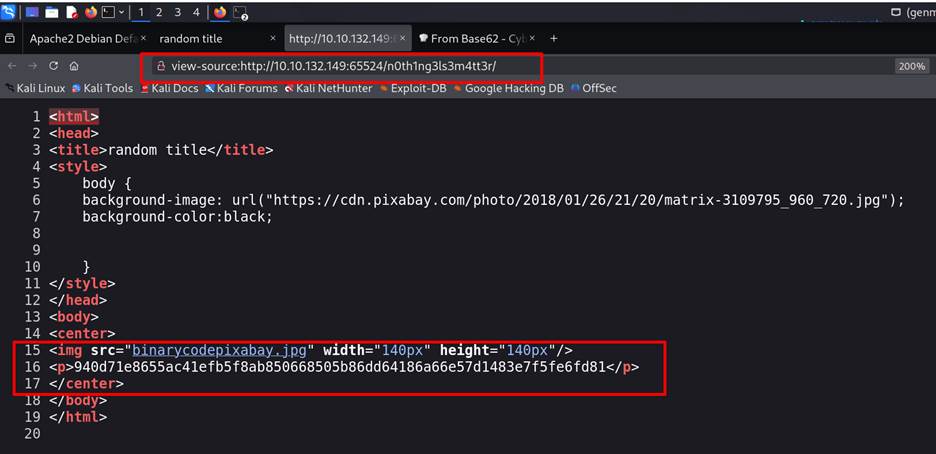 1 2 3 4 2 (genm
Apache2 Debian Defa × random title × http://10.10.132.149:6 × From Base62 - Cyb × +
view-source:http://10.10.132.149:65524/n0th1ng3ls3m4tt3r/ 200%
Kali Linux Kali Tools Kali Docs Kali Forums Kali NetHunter Exploit-DB Google Hacking DB OffSec
1 <html>
2 <head>
3 <title>random title</title>
4 <style>
5 body {
6 background-image: url("https://cdn.pixabay.com/photo/2018/01/26/21/20/matrix-3109795_960_720.jpg");
7 background-color:black;
8
9
10 }
11 </style>
12 </head>
13 <body>
14 <center>
15 <img src="binarycodepixabay.jpg" width="140px" height="140px"/>
16 <p>940d71e8655ac41efb5f8ab850668505b86dd64186a66e57d1483e7f5fe6fd81</p>
17 </center>
18 </body>
19 </html>
20